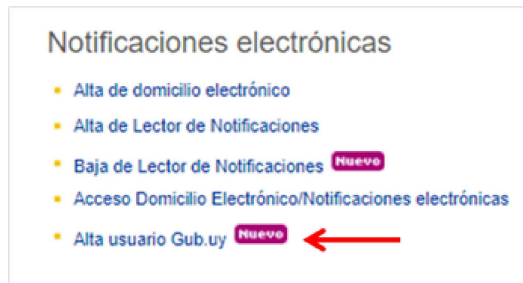 Notificaciones electrónicas
Alta de domicilio electrónico
Alta de Lector de Notificaciones
Baja de Lector de Notificaciones Nuevo
Acceso Domicilio Electrónico/Notificaciones electrónicas
Alta usuario Gub.uy Nuevo